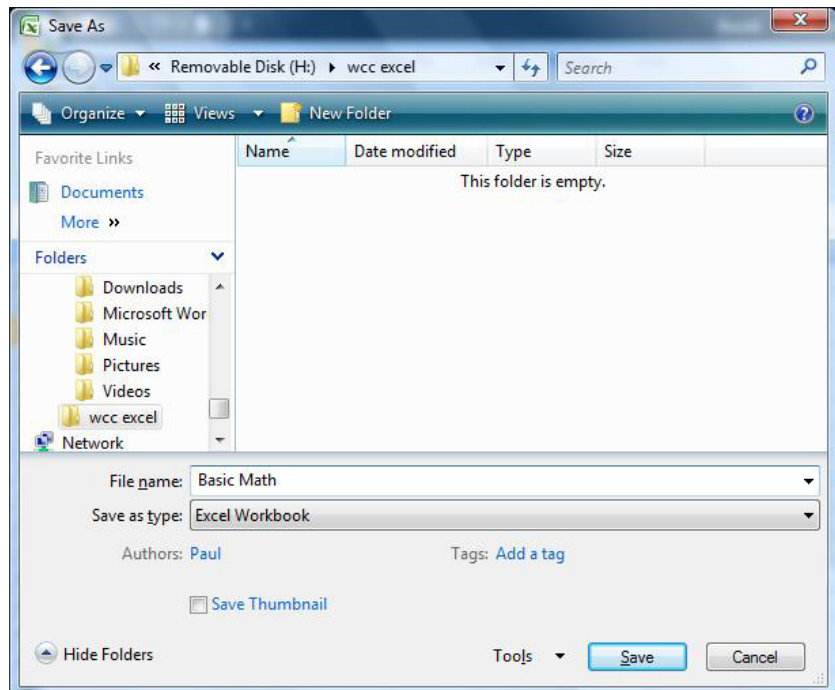 Save As
« Removable Disk (H:) ▸ wcc excel
Search
Organize
Views
New Folder
Favorite Links
Documents
More »
Folders
Downloads
Microsoft Wor
Music
Pictures
Videos
wcc excel
Network
Name Date modified Type Size
This folder is empty.
File name: Basic Math
Save as type: Excel Workbook
Authors: Paul Tags: Add a tag
Save Thumbnail
Hide Folders
Tools Save Cancel